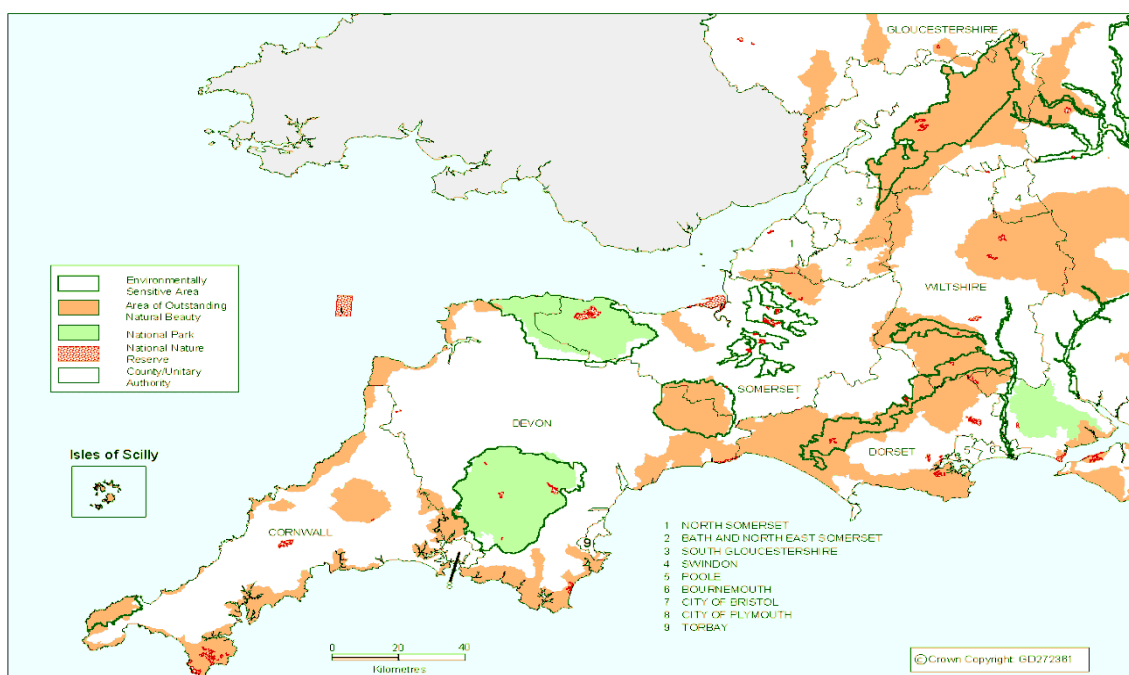 GLOUCESTERSHIRE
3
4
7
1
2
WILTSHIRE
Environmentally
Sensitive Area
Area of Outstanding
Natural Beauty
National Park
National Nature
Reserve
County/Unitary
Authority
SOMERSET
DEVON
Isles of Scilly
DORSET
5
6
CORNWALL
9
8
1 NORTH SOMERSET
2 BATH AND NORTH EAST SOMERSET
3 SOUTH GLOUCESTERSHIRE
4 SWINDON
5 POOLE
6 BOURNEMOUTH
7 CITY OF BRISTOL
8 CITY OF PLYMOUTH
9 TORBAY
0 20 40
Kilometres
© Crown Copyright: GD272361